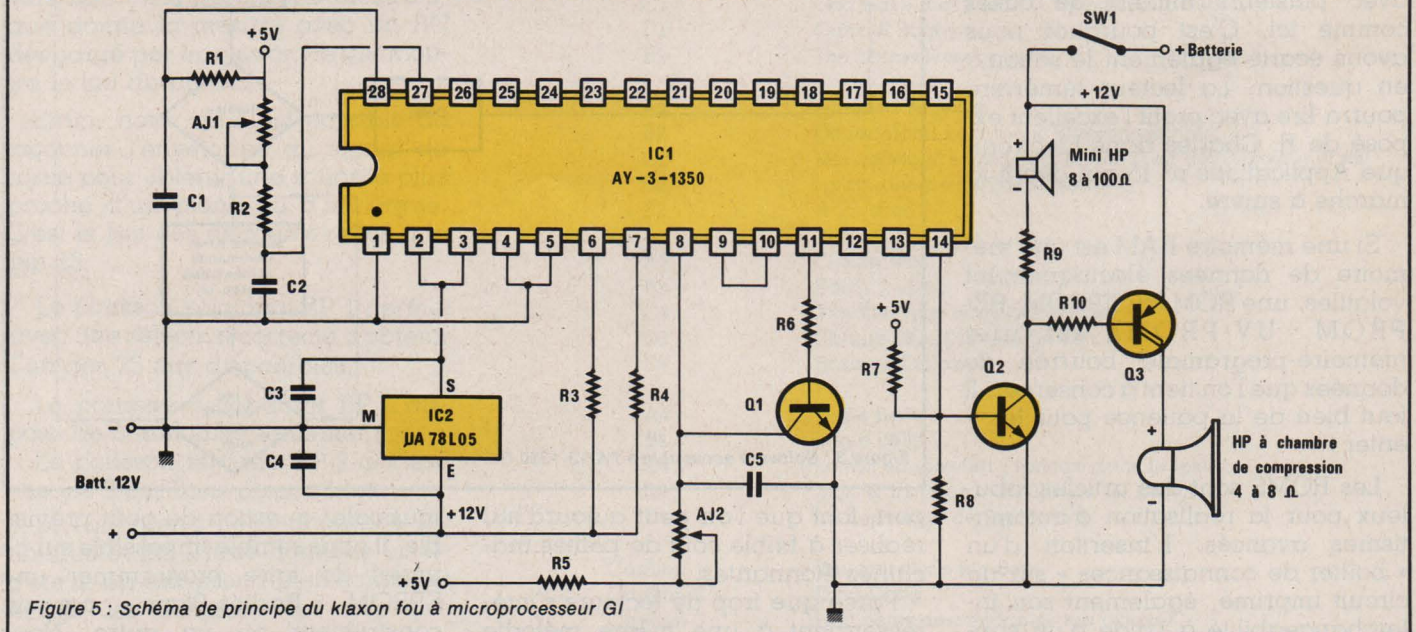 SW1
+5V
+Batterie
R1
+12V
28 27 26 25 24 23 22 21 20 19 18 17 16 15
AJ1
IC1
AY-3-1350
+
Mini HP
8 à 100Ω
-
C1
R2
1 2 3 4 5 6 7 8 9 10 11 12 13 14
R9
C2
R10
+5V
R6
S
R7
Q2
Q3
C3
IC2
µA 78L05
M
R3
R4
Q1
-
+
HP à chambre
de compression
4 à 8 Ω
C4
E
C5
Batt.12V
R8
+12V
AJ2
+
R5
+5V
Figure 5 : Schéma de principe du klaxon fou à microprocesseur GI